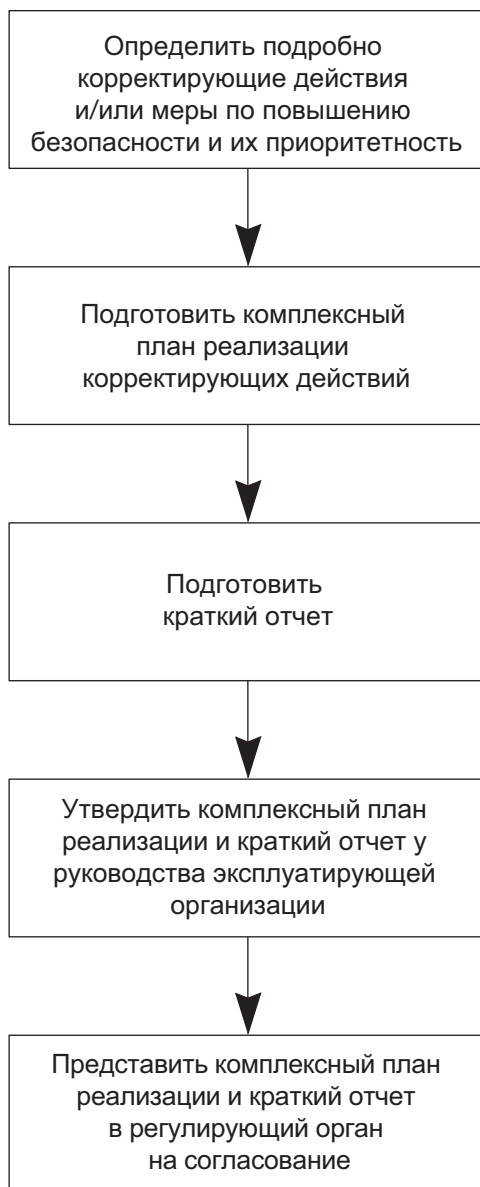 Определить подробно
корректирующие действия
и/или меры по повышению
безопасности и их приоритетность
Подготовить комплексный
план реализации
корректирующих действий
Подготовить
краткий отчет
Утвердить комплексный план
реализации и краткий отчет у
руководства эксплуатирующей
организации
Представить комплексный план
реализации и краткий отчет
в регулирующий орган
на согласование